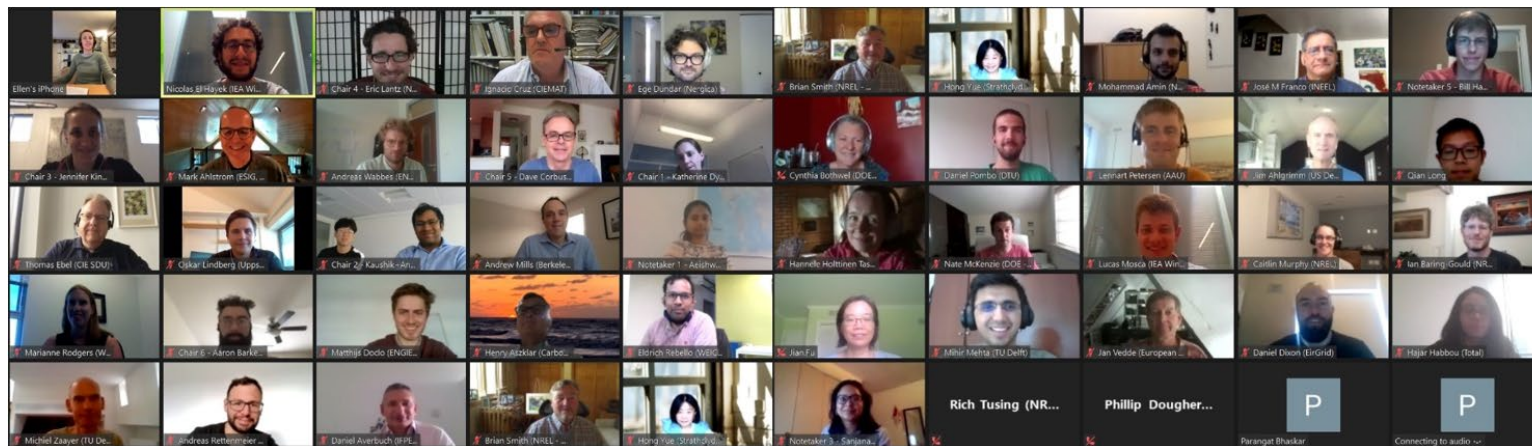 Ellen's iPhone
Nicolas El Hayek (IEA Wi...
Chair 4 - Eric Lantz (N...
Ignacio Cruz (CIEMAT)
Ege Dundar (Nergica)
Brian Smith (NREL - ...
Hong Yue (Strathclyd...
Mohammad Amin (N...
José M Franco (INEEL)
Notetaker 5 - Bill Ha...
Chair 3 - Jennifer Kin...
Mark Ahlstrom (ESIG, ...
Andreas Wabbes (EN...
Chair 5 - Dave Corbus...
Chair 1 - Katherine Dy...
Cynthia Bothwell (DOE...
Daniel Pombo (DTU)
Lennart Petersen (AAU)
Jim Ahlgrimm (US De...
Qian Long
Thomas Ebel (CIE SDU)
Oskar Lindberg (Upps...
Chair 2 - Kaushik - An...
Andrew Mills (Berkele...
Notetaker 1 - Aeishw...
Hannele Holttinen Tas...
Nate McKenzie (DOE -...
Lucas Mosca (IEA Win...
Caitlin Murphy (NREL)
Ian Baring-Gould (NR...
Marianne Rodgers (W...
Chair 6 - Aaron Barke...
Matthijs Dodo (ENGIE...
Henry Aszklar (Carbo...
Eldrich Rebello (WEIC...
Jian Fu
Mihir Mehta (TU Delft)
Jan Vedde (European ...
Daniel Dixon (EirGrid)
Hajar Habbou (Total)
Michiel Zaayer (TU De...
Andreas Rettenmeier ...
Daniel Averbuch (IFPE...
Brian Smith (NREL - ...
Hong Yue (Strathclyd...
Notetaker 3 - Sanjana...
Rich Tusing (NR...
Phillip Dougher...
P
Parangat Bhaskar
P
Connecting to audio